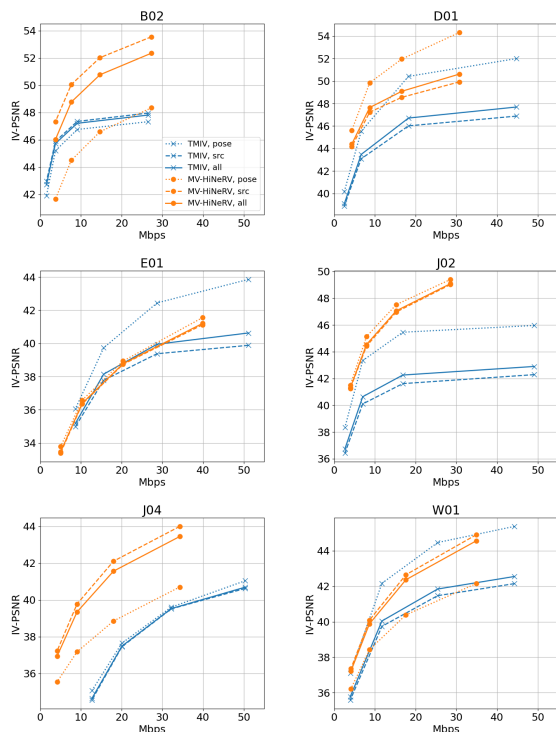 B02
54
52
50
48
46
44
42
IV-PSNR
0 10 20 30 40 50
Mbps
TMIV, pose
TMIV, src
TMIV, all
MV-HiNeRV, pose
MV-HiNeRV, src
MV-HiNeRV, all
D01
54
52
50
48
46
44
42
40
IV-PSNR
0 10 20 30 40 50
Mbps
E01
44
42
40
38
36
34
IV-PSNR
0 10 20 30 40 50
Mbps
J02
50
48
46
44
42
40
38
36
IV-PSNR
0 10 20 30 40 50
Mbps
J04
44
42
40
38
36
IV-PSNR
0 10 20 30 40 50
Mbps
W01
44
42
40
38
36
IV-PSNR
0 10 20 30 40 50
Mbps